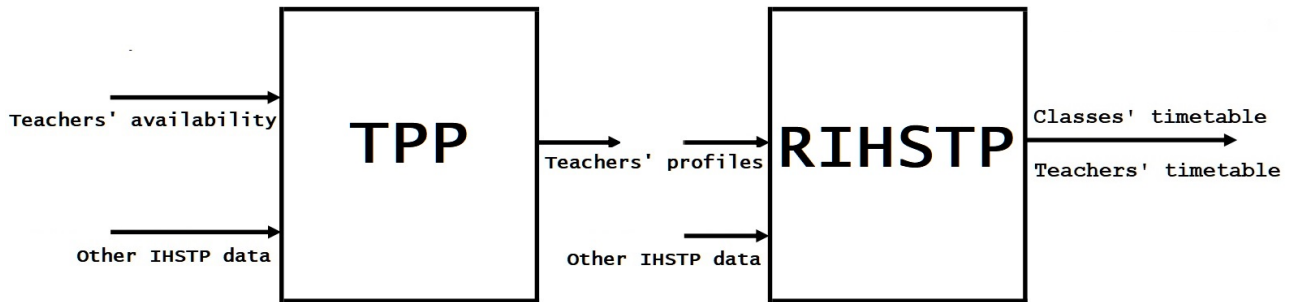 Teachers' availability
Other IHSTP data
TPP
Teachers' profiles
Other IHSTP data
RIHSTP
Classes' timetable
Teachers' timetable